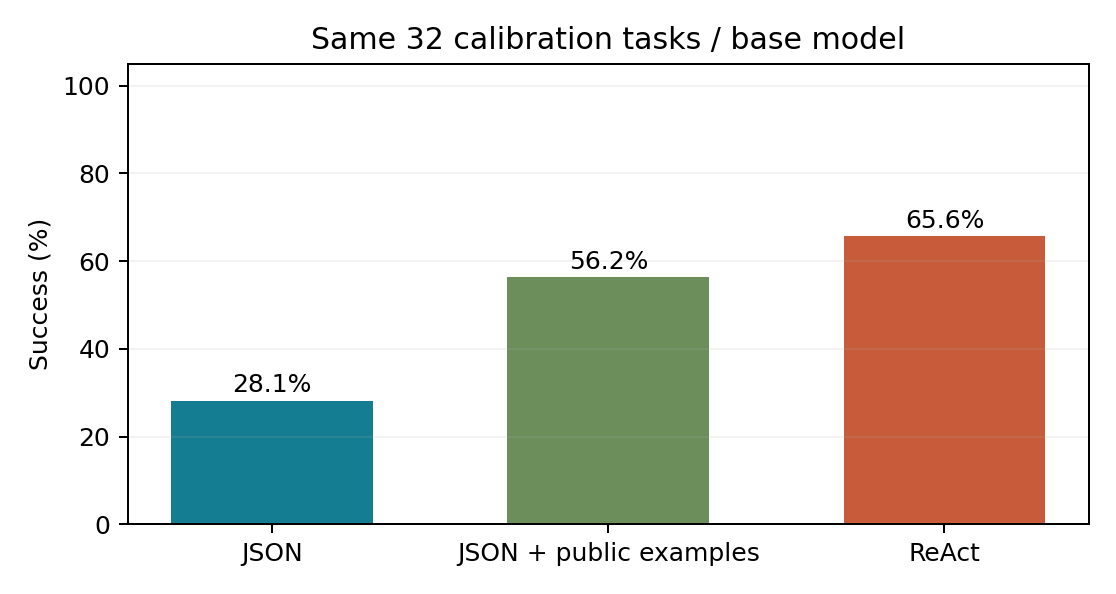 Same 32 calibration tasks / base model
Success (%)
100
80
60
40
20
0
28.1%
56.2%
65.6%
JSON
JSON + public examples
ReAct